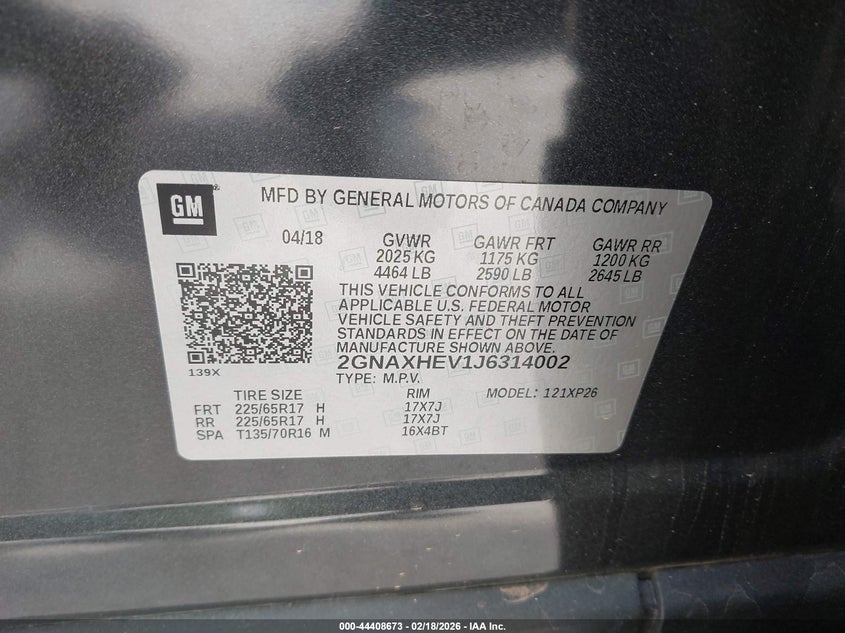 GM
MFD BY GENERAL MOTORS OF CANADA COMPANY
04/18 GVWR GAWR FRT GAWR RR
2025 KG 1175 KG 1200 KG
4464 LB 2590 LB 2645 LB
THIS VEHICLE CONFORMS TO ALL
APPLICABLE U.S. FEDERAL MOTOR
VEHICLE SAFETY AND THEFT PREVENTION
STANDARDS IN EFFECT ON THE DATE OF
MANUFACTURE SHOWN ABOVE.
2GNAXHEV1J6314002
139X
TYPE: M.P.V.
TIRE SIZE RIM MODEL: 121XP26
FRT 225/65R17 H 17X7J
RR 225/65R17 H 17X7J
SPA T135/70R16 M 16X4BT
000-44408673 - 02/18/2026 - IAA Inc.